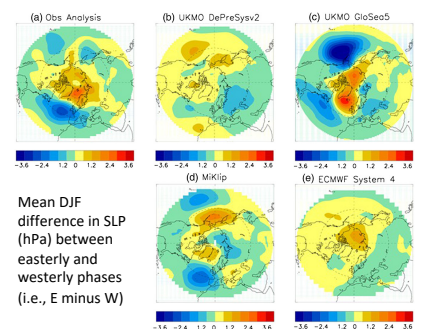 (a) Obs Analysis
(b) UKMO DePreSysv2
(c) UKMO GloSea5
-3.6 -2.4 1.2 0 1.2 2.4 3.6
-3.6 -2.4 1.2 0 1.2 2.4 3.6
-3.6 -2.4 1.2 0 1.2 2.4 3.6
(d) MiKlip
(e) ECMWF System 4
Mean DJF
difference in SLP
(hPa) between
easterly and
westerly phases
(i.e., E minus W)
-3.6 -2.4 1.2 0 1.2 2.4 3.6
-3.6 -2.4 1.2 0 1.2 2.4 3.6